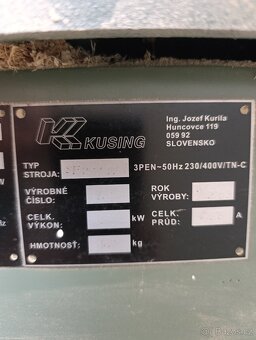 KUSING
Ing. Jozef Kurila
Huncovce 119
059 92
SLOVENSKO
TYP
STROJA:
3PEN~50Hz 230/400V/TN-C
VÝROBNÉ
ČÍSLO:
ROK
VÝROBY:
CELK.
VÝKON:
kW
CELK.
PRÚD:
A
HMOTNOSŤ:
kg